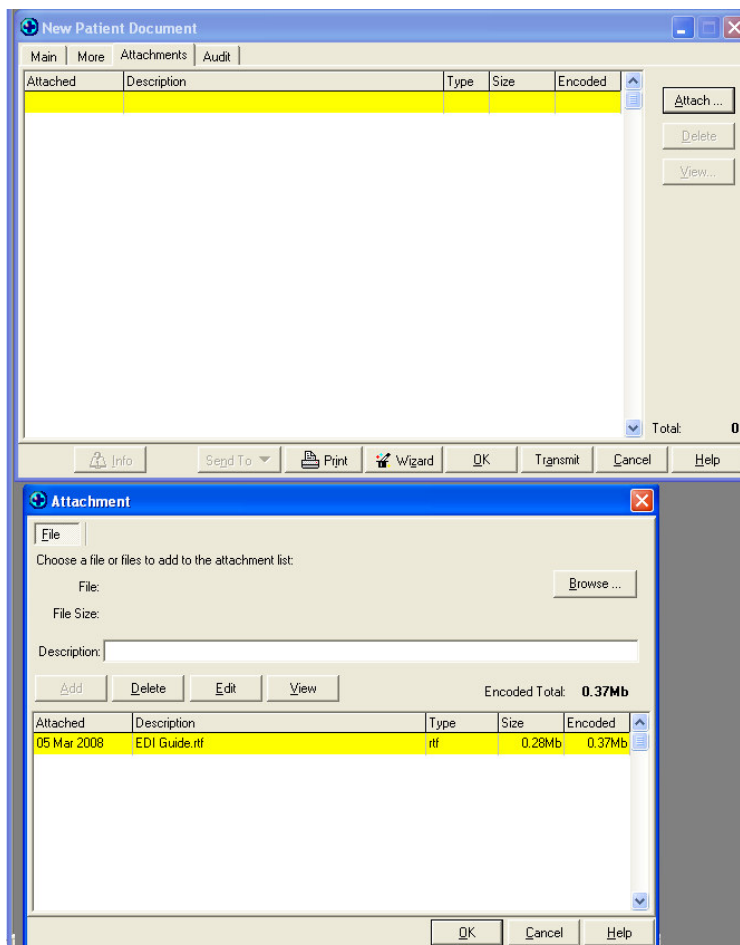 New Patient Document
Main More Attachments Audit
Attached Description Type Size Encoded
Attach ...
Delete
View...
Total: 0
Info Send To Print Wizard OK Transmit Cancel Help
Attachment
File
Choose a file or files to add to the attachment list:
File: Browse ...
File Size:
Description:
Add Delete Edit View Encoded Total: 0.37Mb
Attached Description Type Size Encoded
05 Mar 2008 EDI Guide.rtf rtf 0.28Mb 0.37Mb
OK Cancel Help